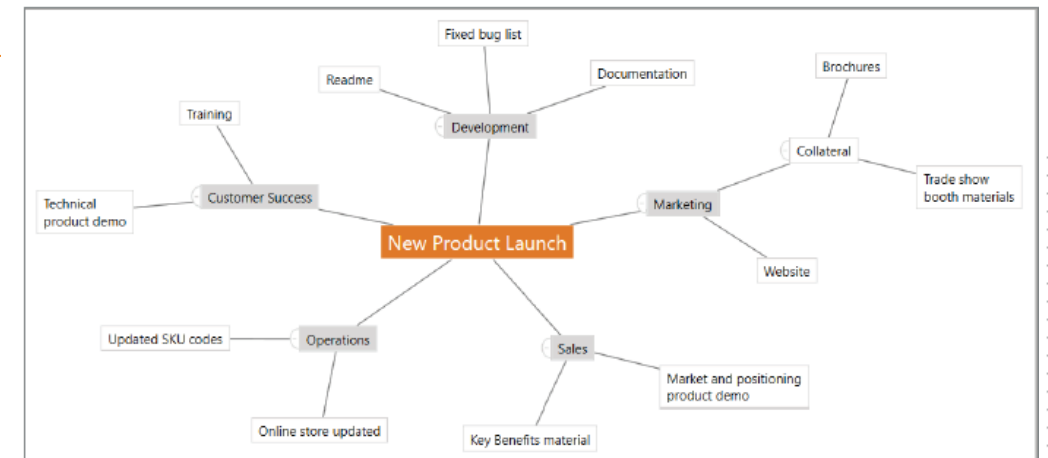 Fixed bug list
Readme
Documentation
Brochures
Training
Development
Collateral
Technical
product demo
Customer Success
Marketing
Trade show
booth materials
New Product Launch
Website
Updated SKU codes
Operations
Sales
Market and positioning
product demo
Online store updated
Key Benefits material